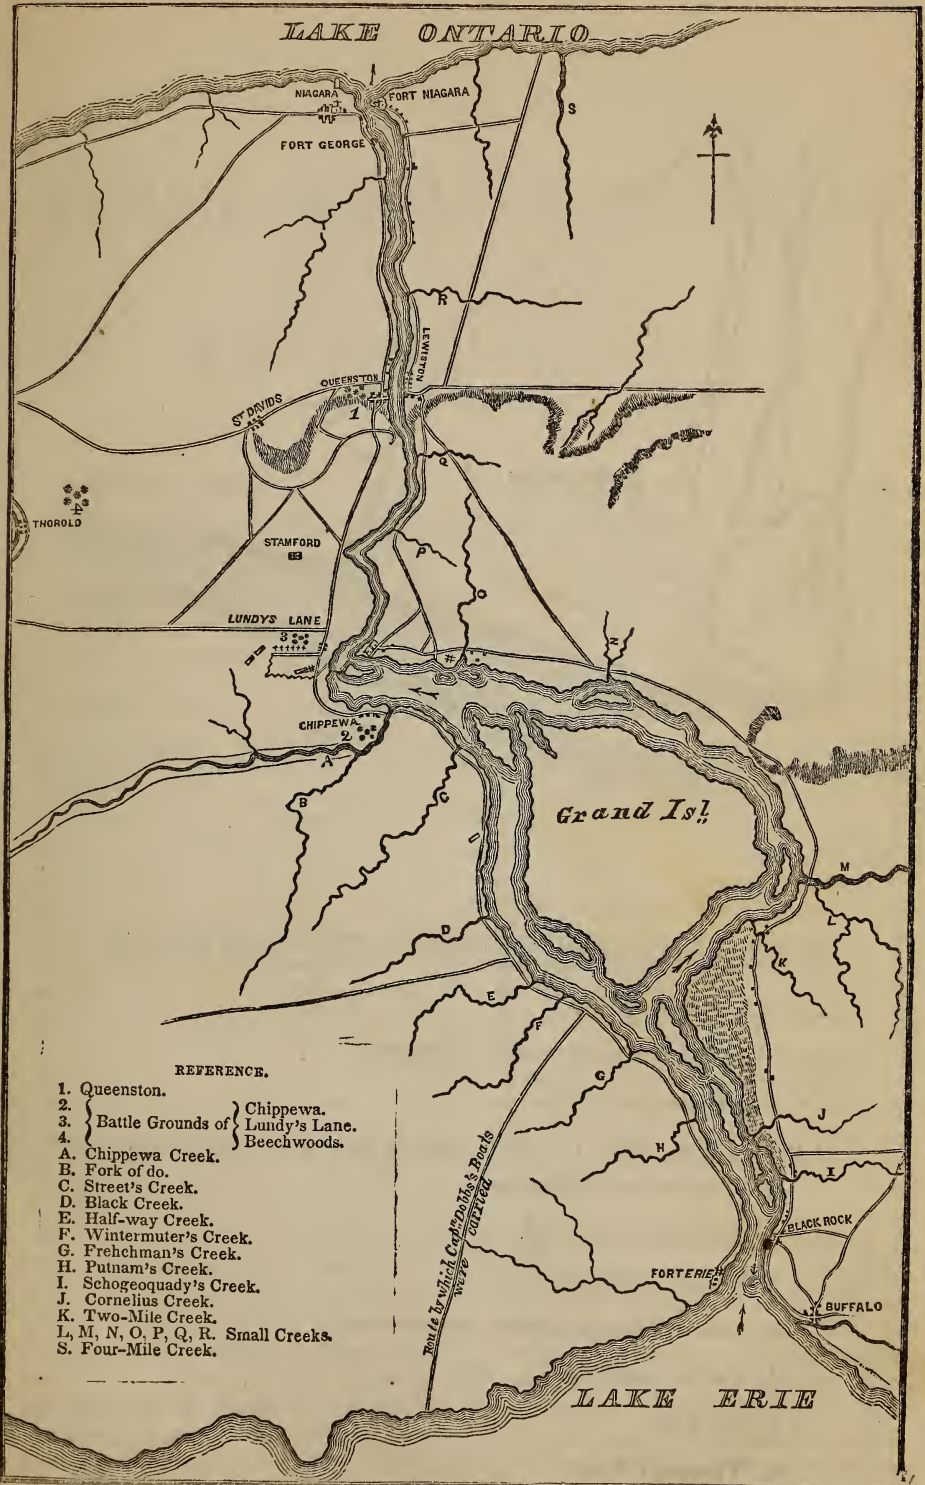 LAKE ONTARIO
NIAGARA
FORT NIAGARA
S
FORT GEORGE
R
LEWISTON
QUEENSTON
ST DAVIDS
1
Q
4
THOROLD
STAMFORD
P
O
LUNDYS LANE
3
N
CHIPPEWA
2
A
B
C
Grand Isl.
M
L
D
K
E
F
G
J
H
I
Route by which Capn. Dobbs's Boats
were carried
BLACK ROCK
FORT ERIE
BUFFALO
LAKE ERIE
REFERENCE.
1. Queenston.
2. Chippewa.
3. Battle Grounds of Lundy's Lane.
4. Beechwoods.
A. Chippewa Creek.
B. Fork of do.
C. Street's Creek.
D. Black Creek.
E. Half-way Creek.
F. Wintermuter's Creek.
G. Frehchman's Creek.
H. Putnam's Creek.
I. Schogeoquady's Creek.
J. Cornelius Creek.
K. Two-Mile Creek.
L, M, N, O, P, Q, R. Small Creeks.
S. Four-Mile Creek.